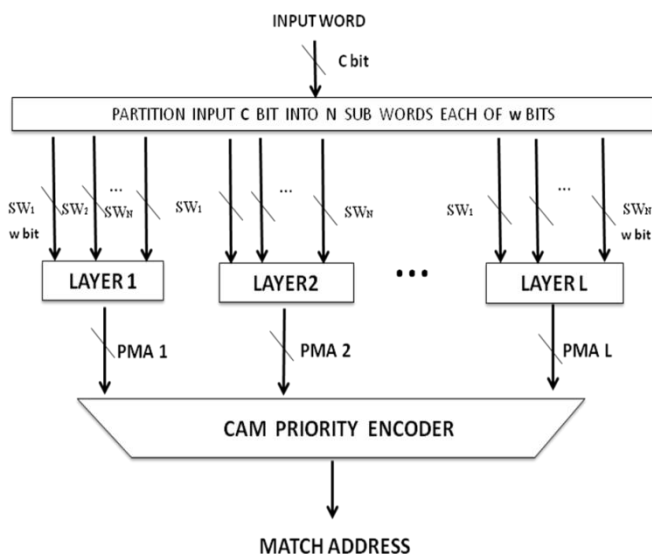 INPUT WORD
C bit
PARTITION INPUT C BIT INTO N SUB WORDS EACH OF w BITS
... ... ...
SW₁ SW₂ SWN SW₁ SWN SW₁ SWN
w bit w bit
LAYER 1 LAYER2 ... LAYER L
PMA 1 PMA 2 PMA L
CAM PRIORITY ENCODER
MATCH ADDRESS